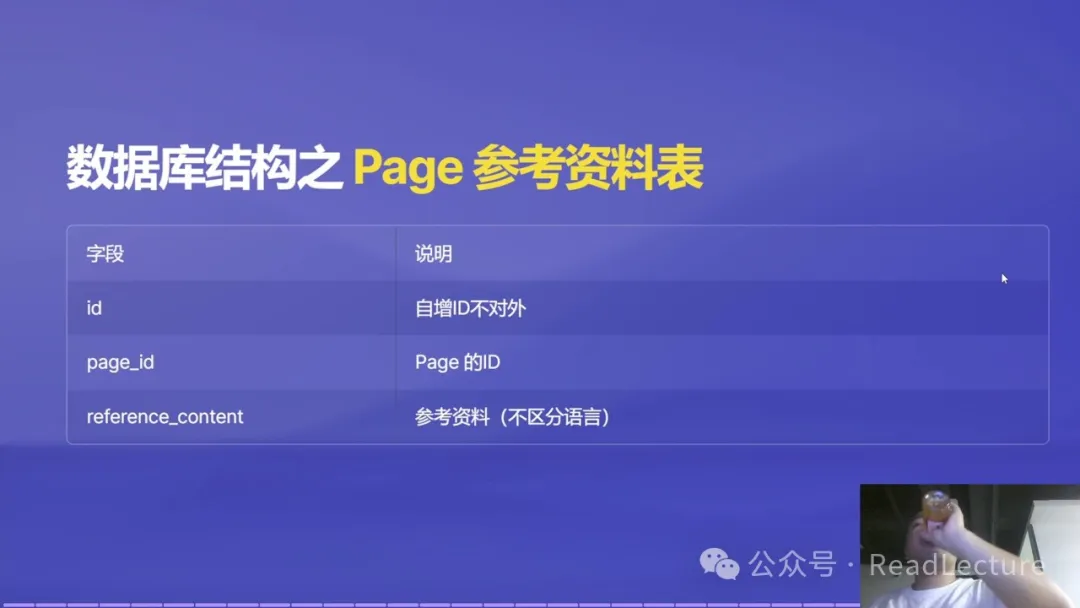 数据库结构之 Page 参考资料表
字段 说明
id 自增ID不对外
page_id Page 的ID
reference_content 参考资料（不区分语言）
公众号 · ReadLecture